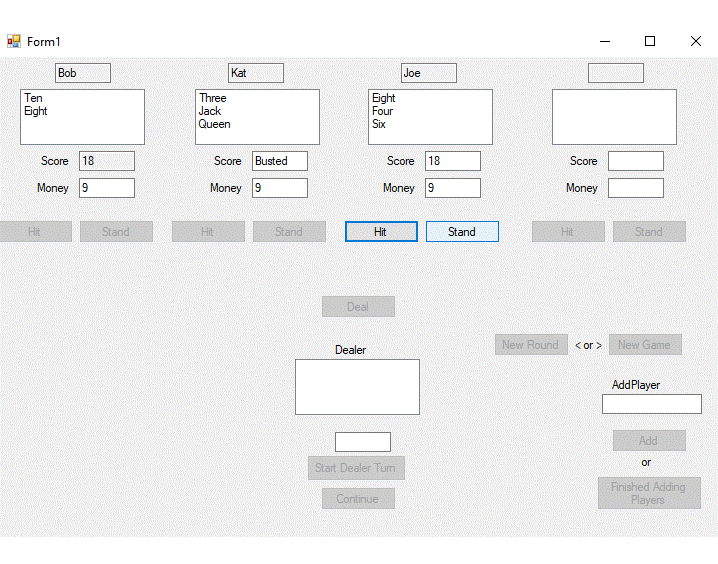 Form1
Bob
Kat
Joe
Ten
Eight
Three
Jack
Queen
Eight
Four
Six
Score 18
Score Busted
Score 18
Score
Money 9
Money 9
Money 9
Money
Hit Stand
Hit Stand
Hit Stand
Hit Stand
Deal
New Round < or > New Game
Dealer
AddPlayer
Add
or
Start Dealer Turn
Finished Adding
Players
Continue